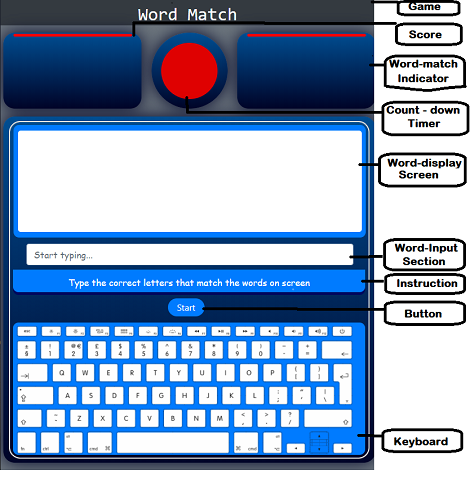 Word Match
Game
Score
Word-match
Indicator
Count - down
Timer
Word-display
Screen
Word-Input
Section
Start typing...
Type the correct letters that match the words on screen
Instruction
Start
Button
Q W E R T Y U I O P
A S D F G H J K L
Z X C V B N M
Keyboard